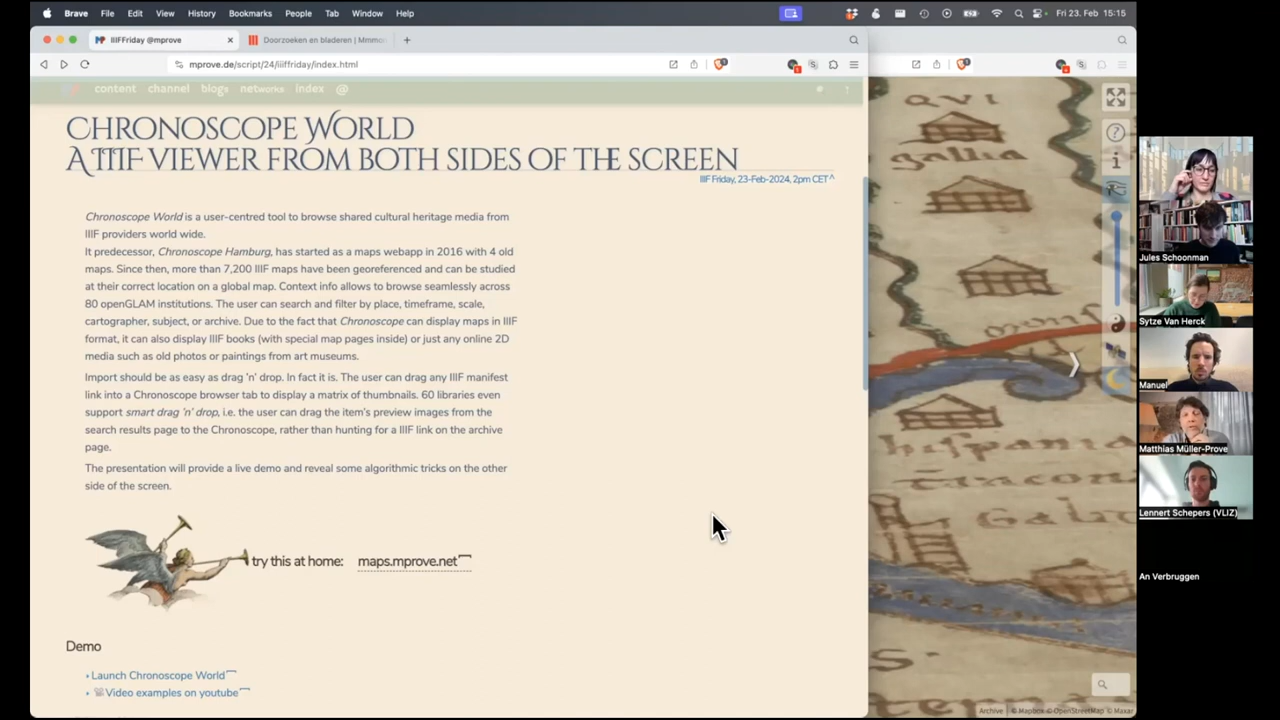 Brave File Edit View History Bookmarks People Tab Window Help
Fri 23. Feb 15:15
IIIFFriday @mprove
Doorzoeken en bladeren | Mmmo
mprove.de/script/24/iiiffriday/index.html
content channel blogs networks index @
CHRONOSCOPE WORLD
A IIIF VIEWER FROM BOTH SIDES OF THE SCREEN
IIIF Friday, 23-Feb-2024, 2pm CET^
Chronoscope World is a user-centred tool to browse shared cultural heritage media from
IIIF providers world wide.
It predecessor, Chronoscope Hamburg, has started as a maps webapp in 2016 with 4 old
maps. Since then, more than 7,200 IIIF maps have been georeferenced and can be studied
at their correct location on a global map. Context info allows to browse seamlessly across
80 openGLAM institutions. The user can search and filter by place, timeframe, scale,
cartographer, subject, or archive. Due to the fact that Chronoscope can display maps in IIIF
format, it can also display IIIF books (with special map pages inside) or just any online 2D
media such as old photos or paintings from art museums.
Import should be as easy as drag 'n' drop. In fact it is. The user can drag any IIIF manifest
link into a Chronoscope browser tab to display a matrix of thumbnails. 60 libraries even
support smart drag 'n' drop, i.e. the user can drag the item's preview images from the
search results page to the Chronoscope, rather than hunting for a IIIF link on the archive
page.
The presentation will provide a live demo and reveal some algorithmic tricks on the other
side of the screen.
try this at home: maps.mprove.net
Demo
Launch Chronoscope World
Video examples on youtube
QVI
gallia
hispania
Archive © Mapbox © OpenStreetMap © Maxar
Jules Schoonman
Sytze Van Herck
Manuel
Matthias Müller-Prove
Lennert Schepers (VLIZ)
An Verbruggen